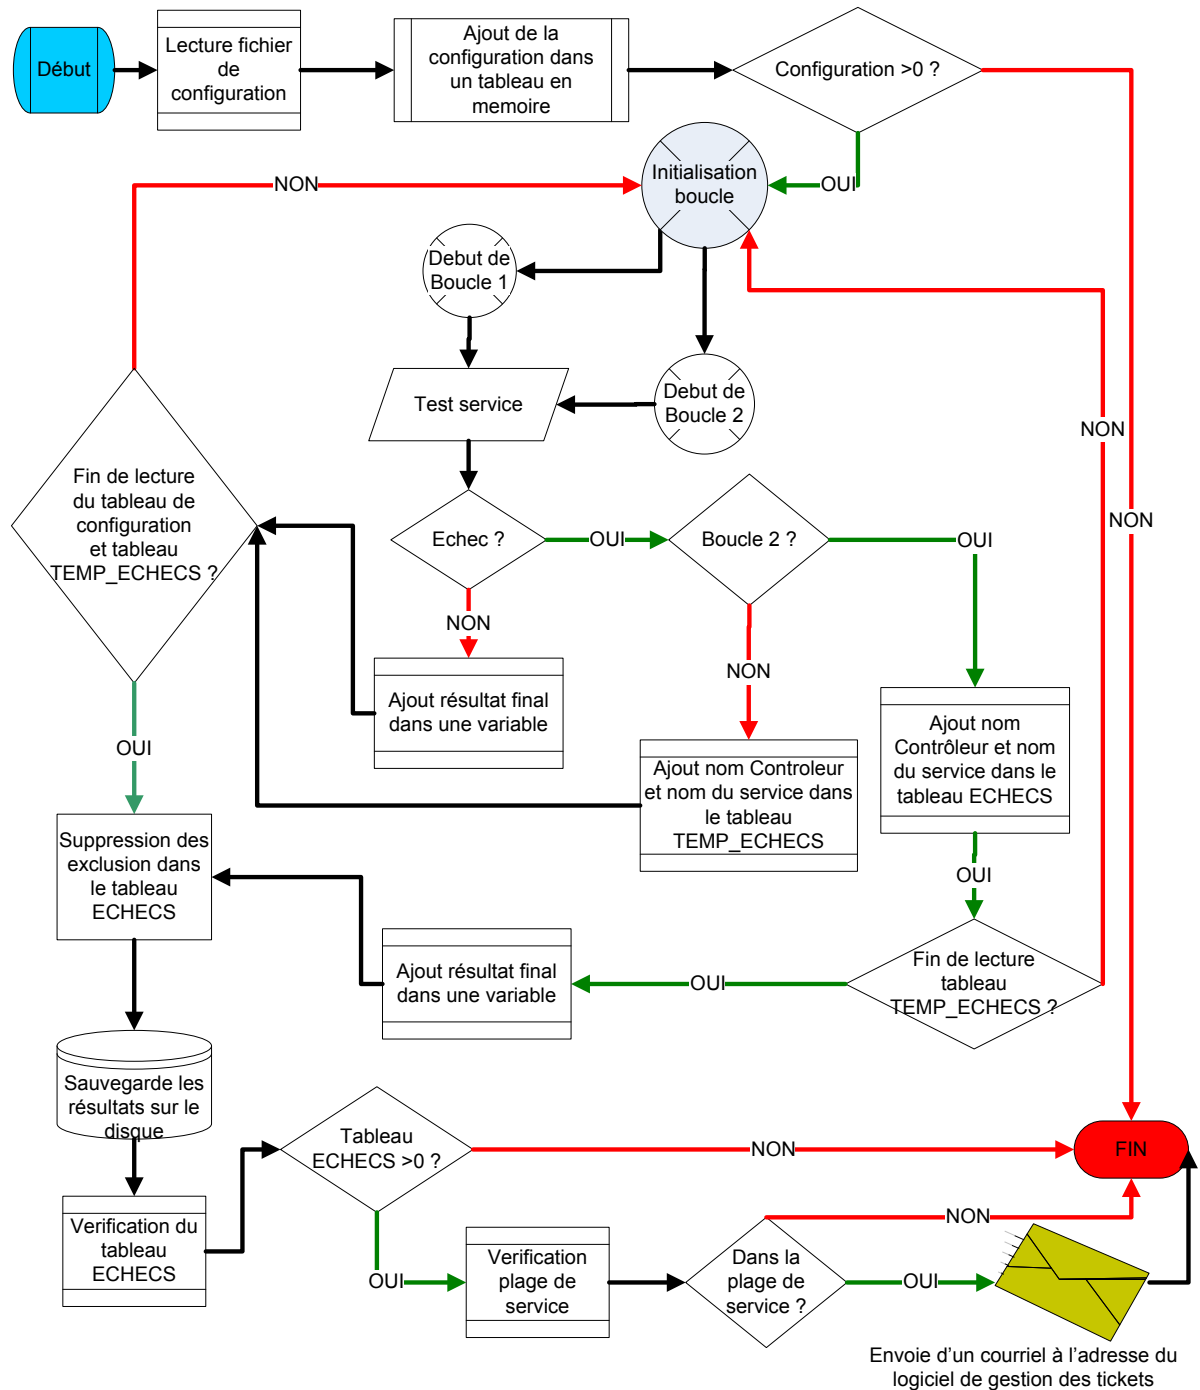 Début
Lecture fichier
de
configuration
Ajout de la
configuration dans
un tableau en
memoire
Configuration >0 ?
NON
Initialisation
boucle
OUI
Debut de
Boucle 1
Test service
Debut de
Boucle 2
NON
Fin de lecture
du tableau de
configuration
et tableau
TEMP_ECHECS ?
Echec ?
OUI
Boucle 2 ?
OUI
NON
NON
NON
Ajout résultat final
dans une variable
Ajout nom Controleur
et nom du service dans
le tableau
TEMP_ECHECS
Ajout nom
Contrôleur et nom
du service dans le
tableau ECHECS
OUI
Suppression des
exclusion dans
le tableau
ECHECS
OUI
Ajout résultat final
dans une variable
OUI
Fin de lecture
tableau
TEMP_ECHECS ?
Sauvegarde les
résultats sur le
disque
Tableau
ECHECS >0 ?
NON
FIN
Verification du
tableau
ECHECS
OUI
Verification
plage de
service
Dans la
plage de
service ?
NON
OUI
Envoie d'un courriel à l'adresse du
logiciel de gestion des tickets